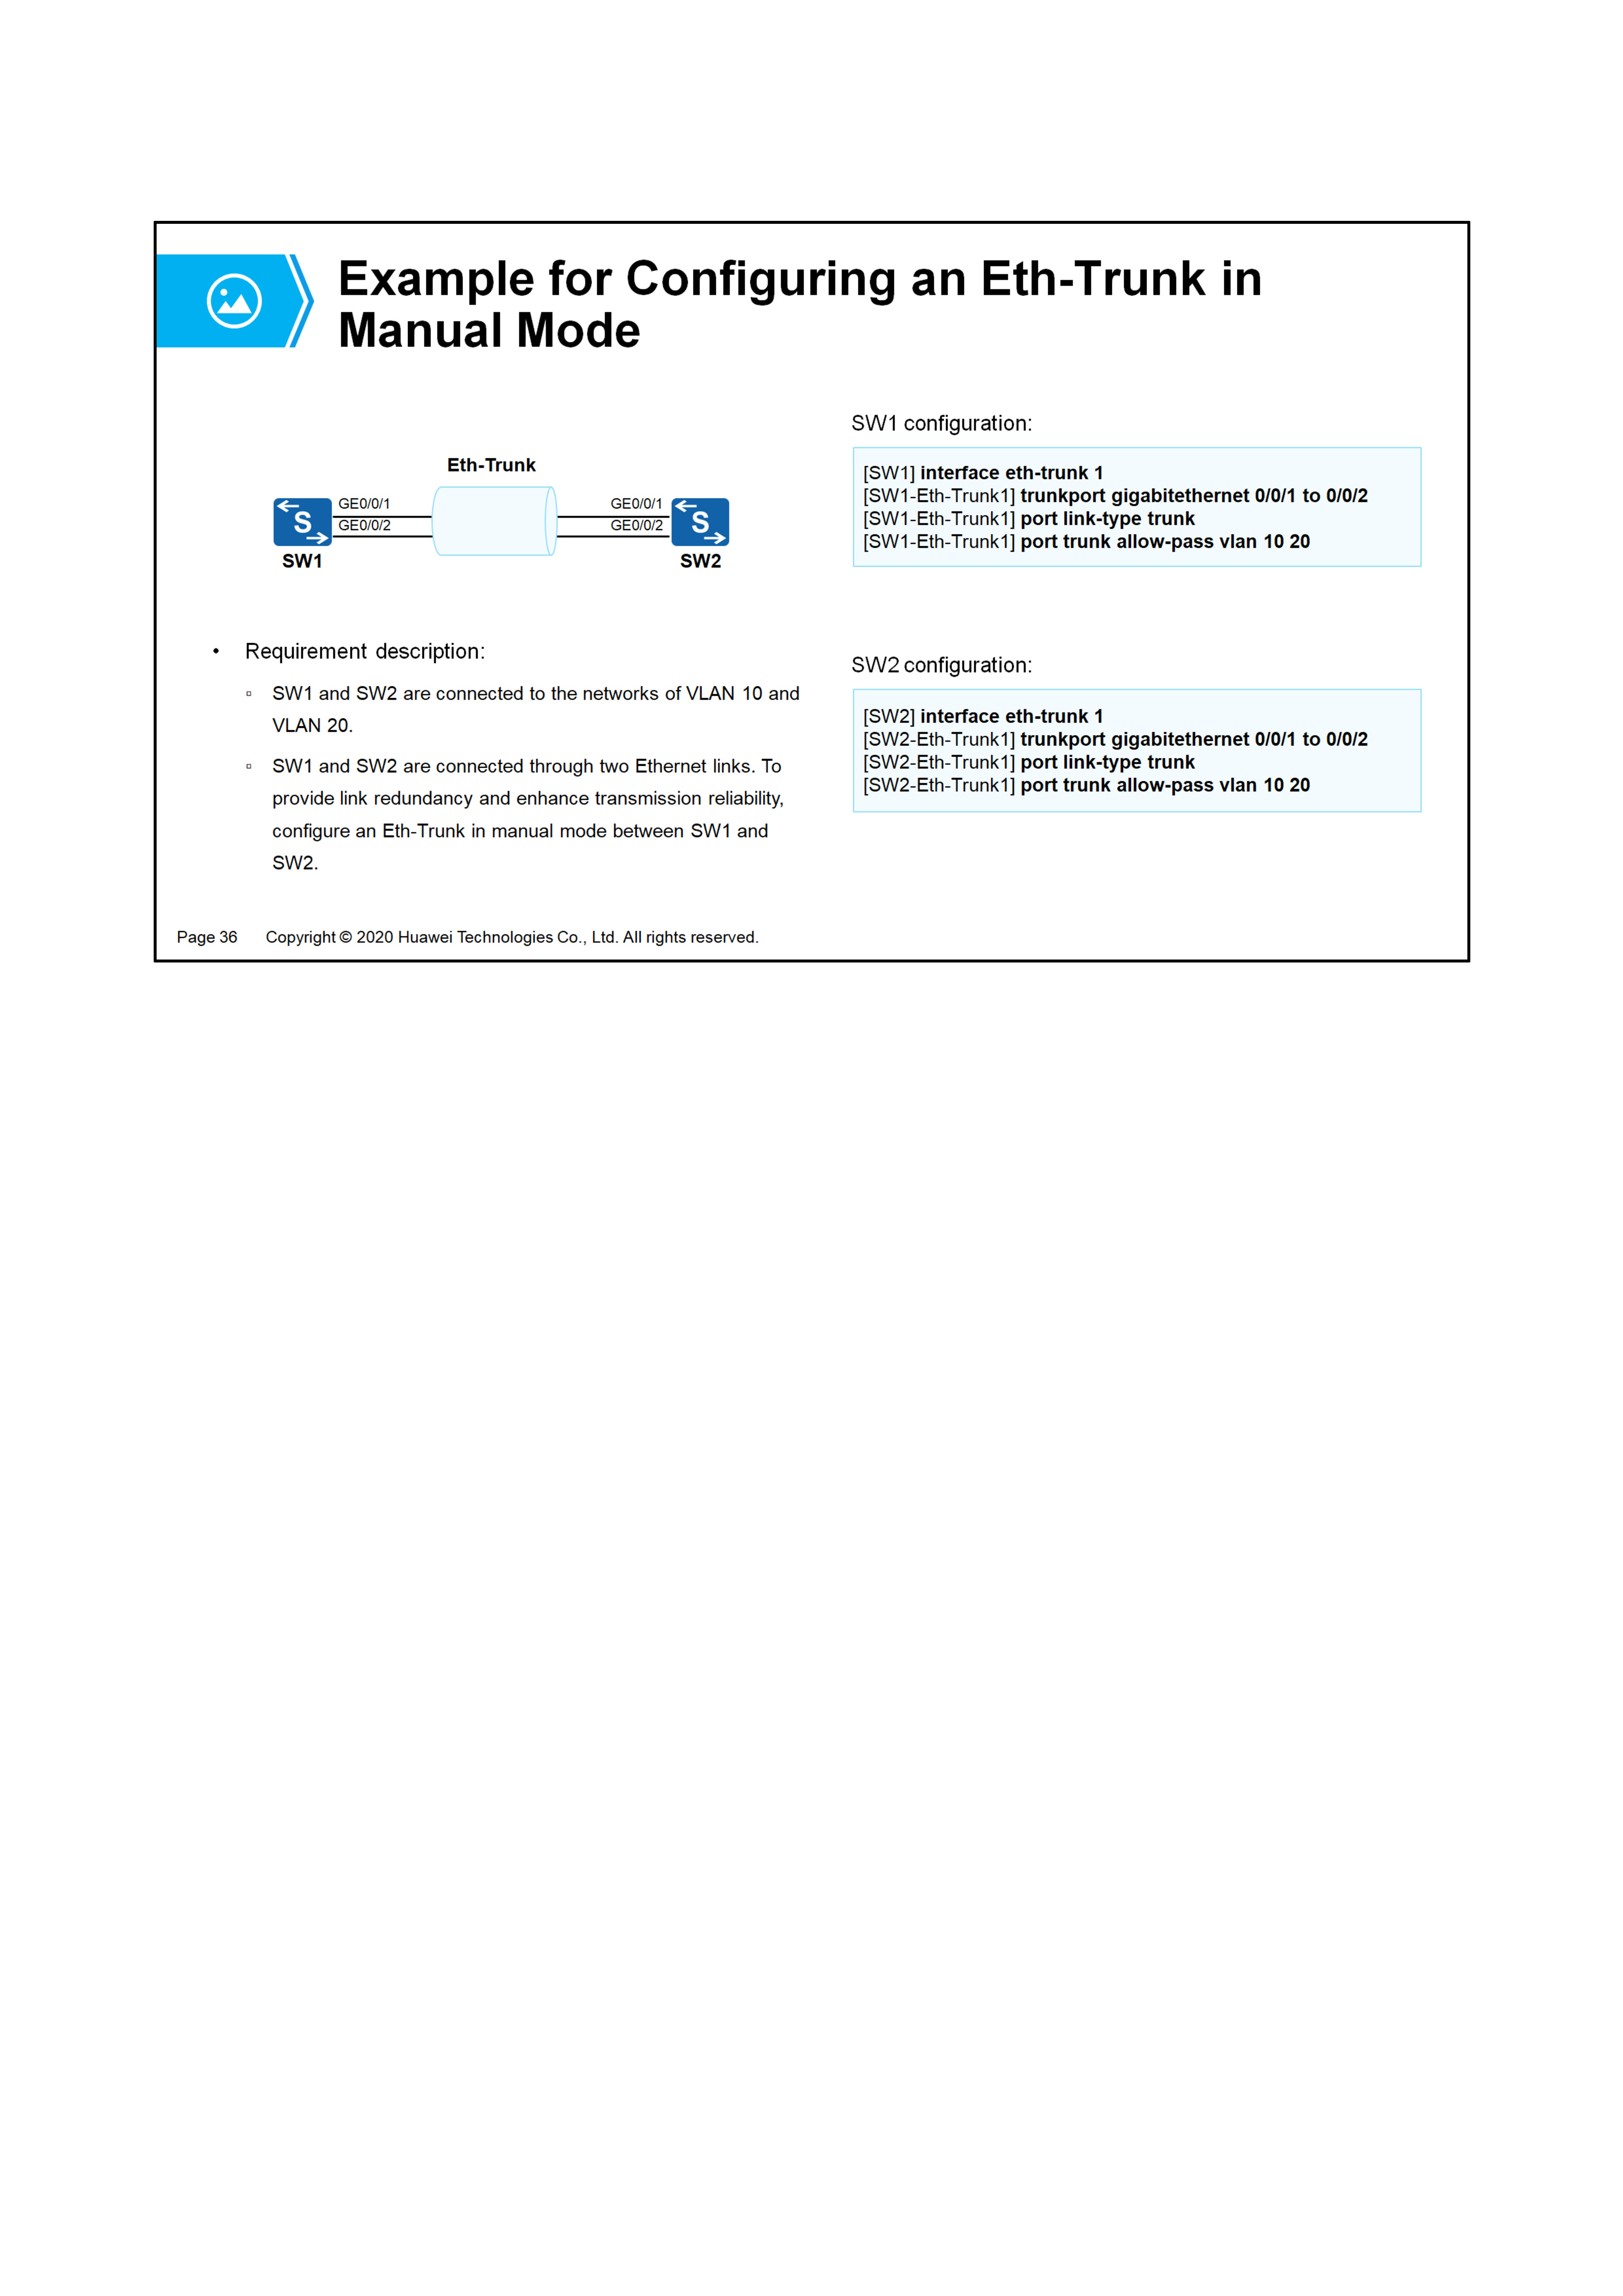 Example for Configuring an Eth-Trunk in
Manual Mode
Eth-Trunk
GE0/0/1
GE0/0/2
GE0/0/1
GE0/0/2
S
S
SW1
SW2
• Requirement description:
▫ SW1 and SW2 are connected to the networks of VLAN 10 and
VLAN 20.
▫ SW1 and SW2 are connected through two Ethernet links. To
provide link redundancy and enhance transmission reliability,
configure an Eth-Trunk in manual mode between SW1 and
SW2.
SW1 configuration:
[SW1] interface eth-trunk 1
[SW1-Eth-Trunk1] trunkport gigabitethernet 0/0/1 to 0/0/2
[SW1-Eth-Trunk1] port link-type trunk
[SW1-Eth-Trunk1] port trunk allow-pass vlan 10 20
SW2 configuration:
[SW2] interface eth-trunk 1
[SW2-Eth-Trunk1] trunkport gigabitethernet 0/0/1 to 0/0/2
[SW2-Eth-Trunk1] port link-type trunk
[SW2-Eth-Trunk1] port trunk allow-pass vlan 10 20
Page 36 Copyright © 2020 Huawei Technologies Co., Ltd. All rights reserved.